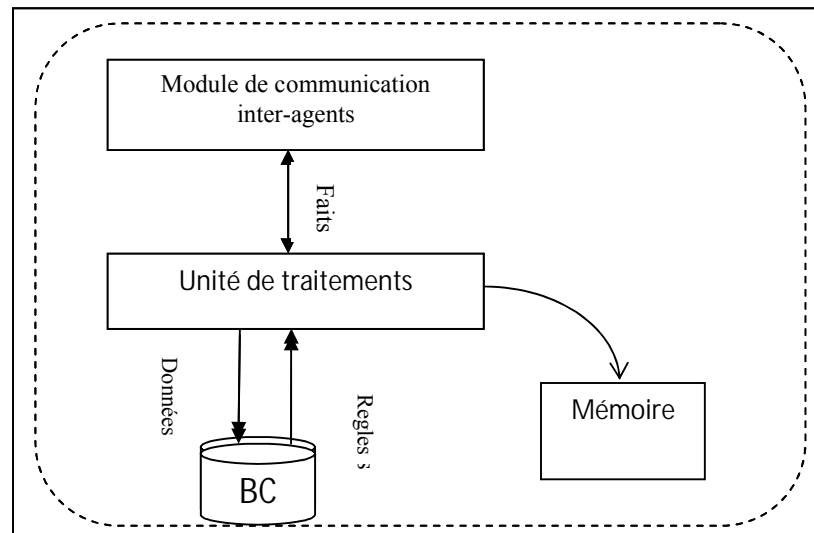 Module de communication
inter-agents
Faits
Unité de traitements
Données
Regles s
Mémoire
BC